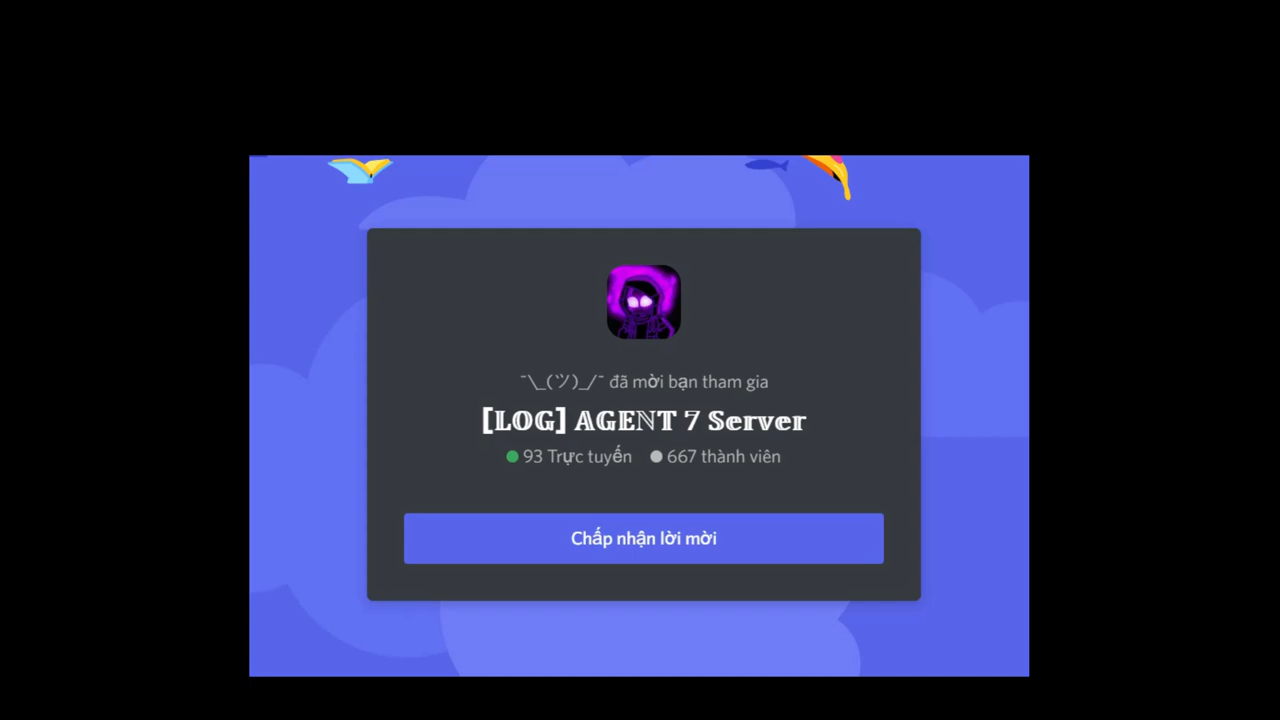 ¯\_(ツ)_/¯ đã mời bạn tham gia
[LOG] AGENT 7 Server
93 Trực tuyến 667 thành viên
Chấp nhận lời mời